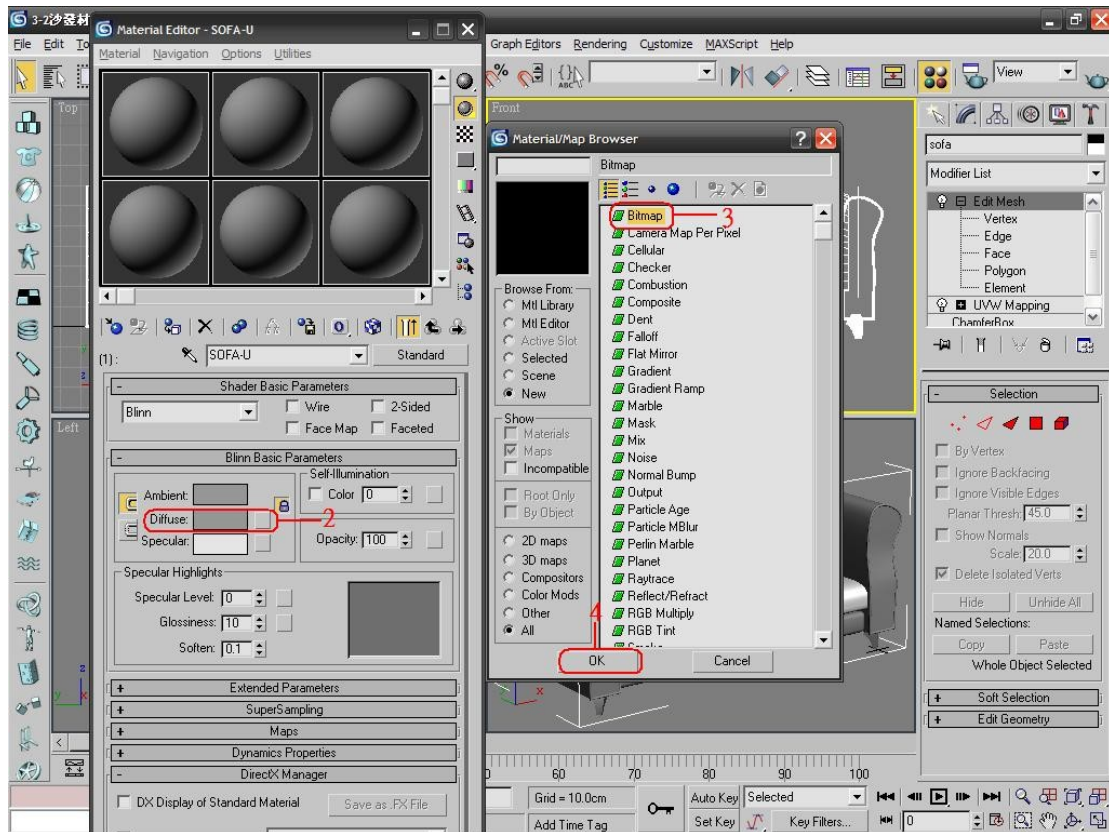 3-2沙發材
Material Editor - SOFA-U
File Edit To
Graph Editors Rendering Customize MAXScript Help
Material Navigation Options Utilities
View
Top
Front
Left
Material/Map Browser
Bitmap
3
Bitmap
Camera Map Per Pixel
Cellular
Checker
Combustion
Composite
Dent
Falloff
Flat Mirror
Gradient
Gradient Ramp
Marble
Mask
Mix
Noise
Normal Bump
Output
Particle Age
Particle MBlur
Perlin Marble
Planet
Raytrace
Reflect/Refract
RGB Multiply
RGB Tint
Smoke
Browse From:
Mtl Library
Mtl Editor
Active Slot
Selected
Scene
New
Show
Materials
Maps
Incompatible
Root Only
By Object
2D maps
3D maps
Compositors
Color Mods
Other
All
4
OK
Cancel
(1) :
SOFA-U
Standard
- Shader Basic Parameters
Blinn
Wire
2-Sided
Face Map
Faceted
- Blinn Basic Parameters
Self-Illumination
Color 0
Ambient:
Diffuse:
2
Specular:
Opacity: 100
Specular Highlights
Specular Level: 0
Glossiness: 10
Soften: 0.1
+ Extended Parameters
+ SuperSampling
+ Maps
+ Dynamics Properties
- DirectX Manager
DX Display of Standard Material
Save as .FX File
sofa
Modifier List
Edit Mesh
Vertex
Edge
Face
Polygon
Element
UVW Mapping
ChamferBox
- Selection
By Vertex
Ignore Backfacing
Ignore Visible Edges
Planar Thresh: 45.0
Show Normals
Scale: 20.0
Delete Isolated Verts
Hide
Unhide All
Named Selections:
Copy
Paste
Whole Object Selected
+ Soft Selection
+ Edit Geometry
60 70 80 90 100
Grid = 10.0cm
Add Time Tag
Auto Key
Selected
Set Key
Key Filters...
0